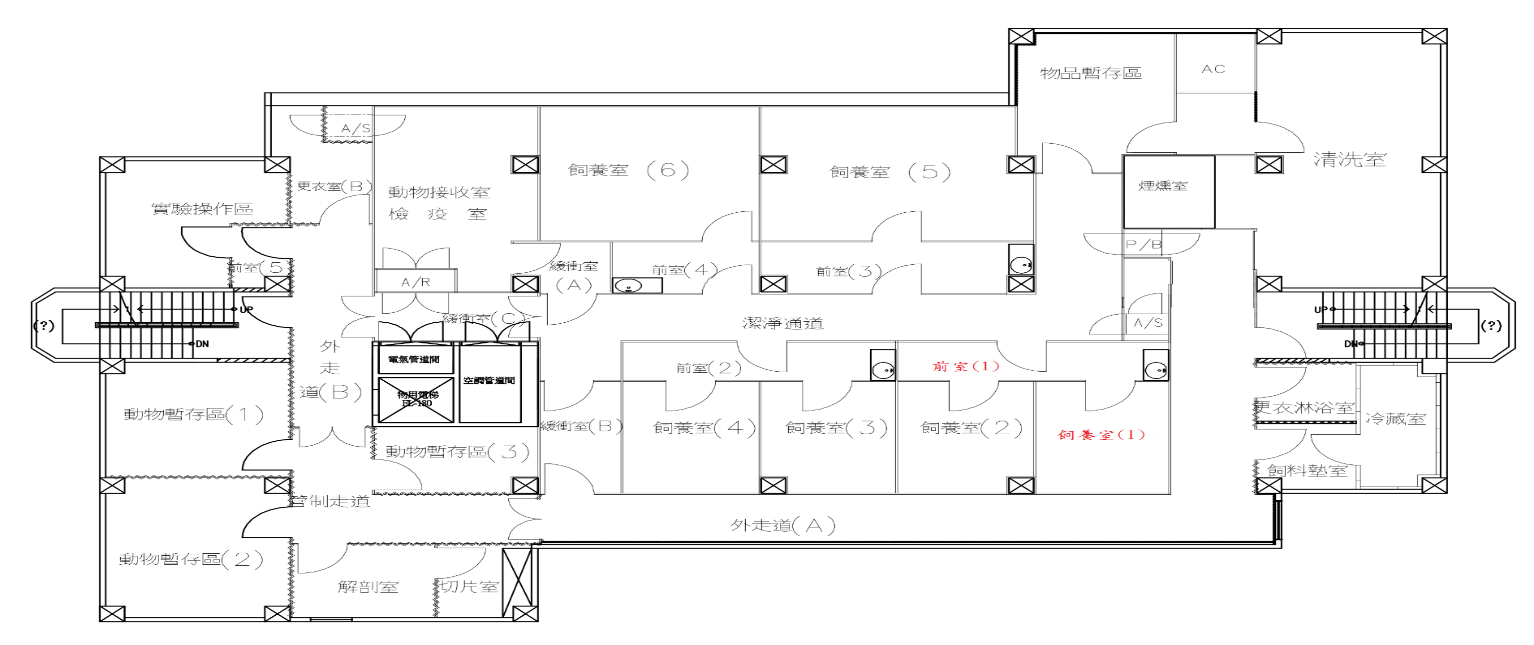 物品暫存區
AC
A/S
清洗室
飼養室 (6)
飼養室 (5)
煙燻室
更衣室(B)
動物接收室
檢 疫 室
實驗操作區
P/B
前室(5
緩衝室
(A)
前室(4)
前室(3)
A/R
UP
(?)
DN
緩衝室(C)
潔淨通道
A/S
UP
(?)
DN
外
走
道(B)
電氣管道間
空調管道間
物用電梯
前室(2)
前室(1)
動物暫存區(1)
緩衝室(B)
飼養室(4)
飼養室(3)
飼養室(2)
飼養室(1)
更衣淋浴室
冷藏室
動物暫存區(3)
飼料墊室
管制走道
外走道(A)
動物暫存區(2)
解剖室
切片室